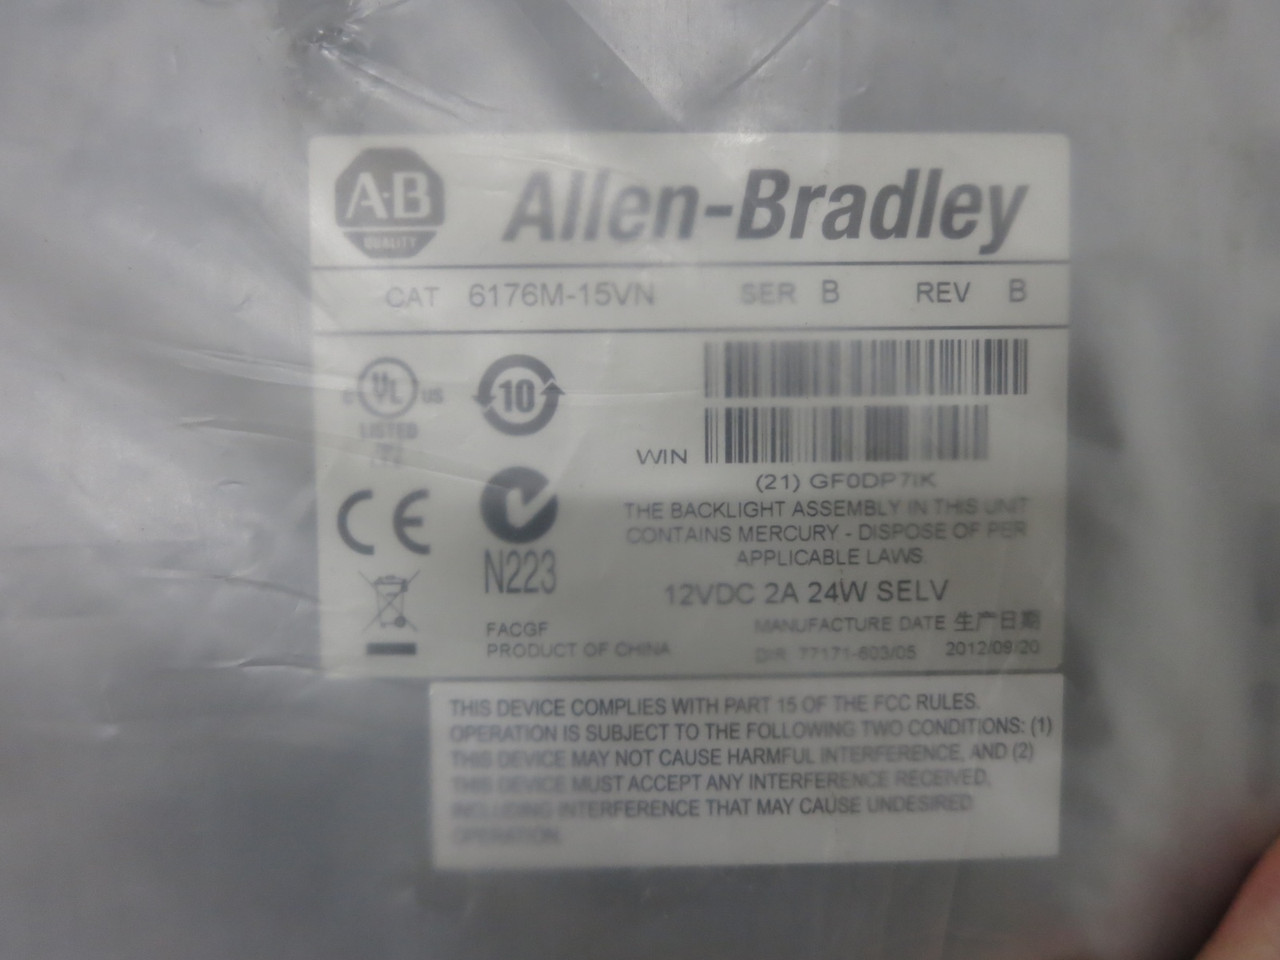 A-B
QUALITY
Allen-Bradley
CAT 6176M-15VN SER B REV B
C UL US
LISTED
10
WIN
(21) GF0DP7IK
THE BACKLIGHT ASSEMBLY IN THIS UNIT
CONTAINS MERCURY - DISPOSE OF PER
APPLICABLE LAWS.
CE
N223
12VDC 2A 24W SELV
FACGF
PRODUCT OF CHINA
MANUFACTURE DATE 生产日期
DIR 77171-603/05 2012/09/20
THIS DEVICE COMPLIES WITH PART 15 OF THE FCC RULES.
OPERATION IS SUBJECT TO THE FOLLOWING TWO CONDITIONS: (1)
THIS DEVICE MAY NOT CAUSE HARMFUL INTERFERENCE, AND (2)
THIS DEVICE MUST ACCEPT ANY INTERFERENCE RECEIVED,
INCLUDING INTERFERENCE THAT MAY CAUSE UNDESIRED
OPERATION.